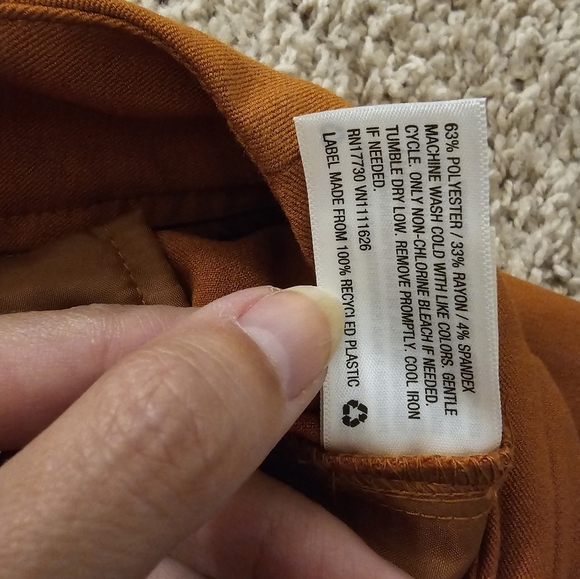 63% POLYESTER / 33% RAYON/ 4% SPANDEX
MACHINE WASH COLD WITH LIKE COLORS. GENTLE
CYCLE. ONLY NON-CHLORINE BLEACH IF NEEDED.
TUMBLE DRY LOW. REMOVE PROMPTLY. COOL IRON
IF NEEDED.
RN17730 VN1111626
LABEL MADE FROM 100% RECYCLED PLASTIC